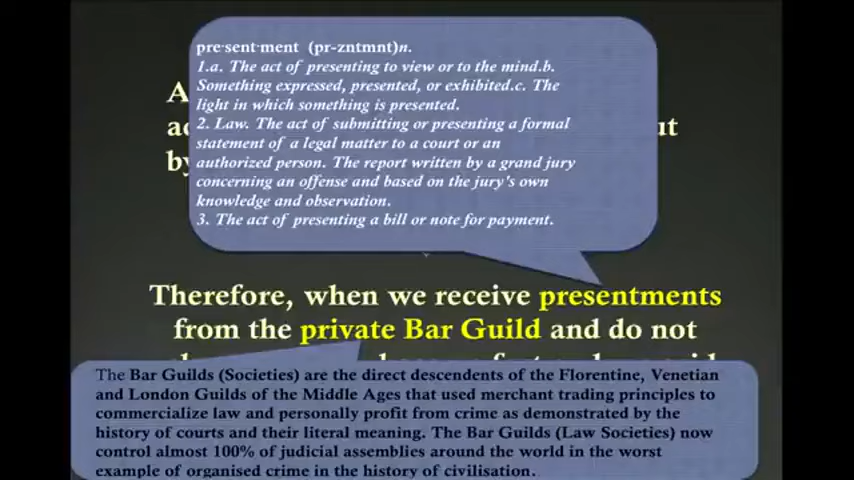 pre·sent·ment (pr-zntmnt)n.
1.a. The act of presenting to view or to the mind.b.
Something expressed, presented, or exhibited.c. The
light in which something is presented.
2. Law. The act of submitting or presenting a formal
statement of a legal matter to a court or an
authorized person. The report written by a grand jury
concerning an offense and based on the jury's own
knowledge and observation.
3. The act of presenting a bill or note for payment.
Therefore, when we receive presentments
from the private Bar Guild and do not
The Bar Guilds (Societies) are the direct descendents of the Florentine, Venetian
and London Guilds of the Middle Ages that used merchant trading principles to
commercialize law and personally profit from crime as demonstrated by the
history of courts and their literal meaning. The Bar Guilds (Law Societies) now
control almost 100% of judicial assemblies around the world in the worst
example of organised crime in the history of civilisation.